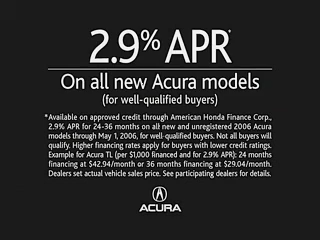 2.9% APR*
On all new Acura models
(for well-qualified buyers)
*Available on approved credit through American Honda Finance Corp.,
2.9% APR for 24-36 months on all new and unregistered 2006 Acura
models through May 1, 2006, for well-qualified buyers. Not all buyers will
qualify. Higher financing rates apply for buyers with lower credit ratings.
Example for Acura TL (per $1,000 financed and for 2.9% APR): 24 months
financing at $42.94/month or 36 months financing at $29.04/month.
Dealers set actual vehicle sales price. See participating dealers for details.
ACURA